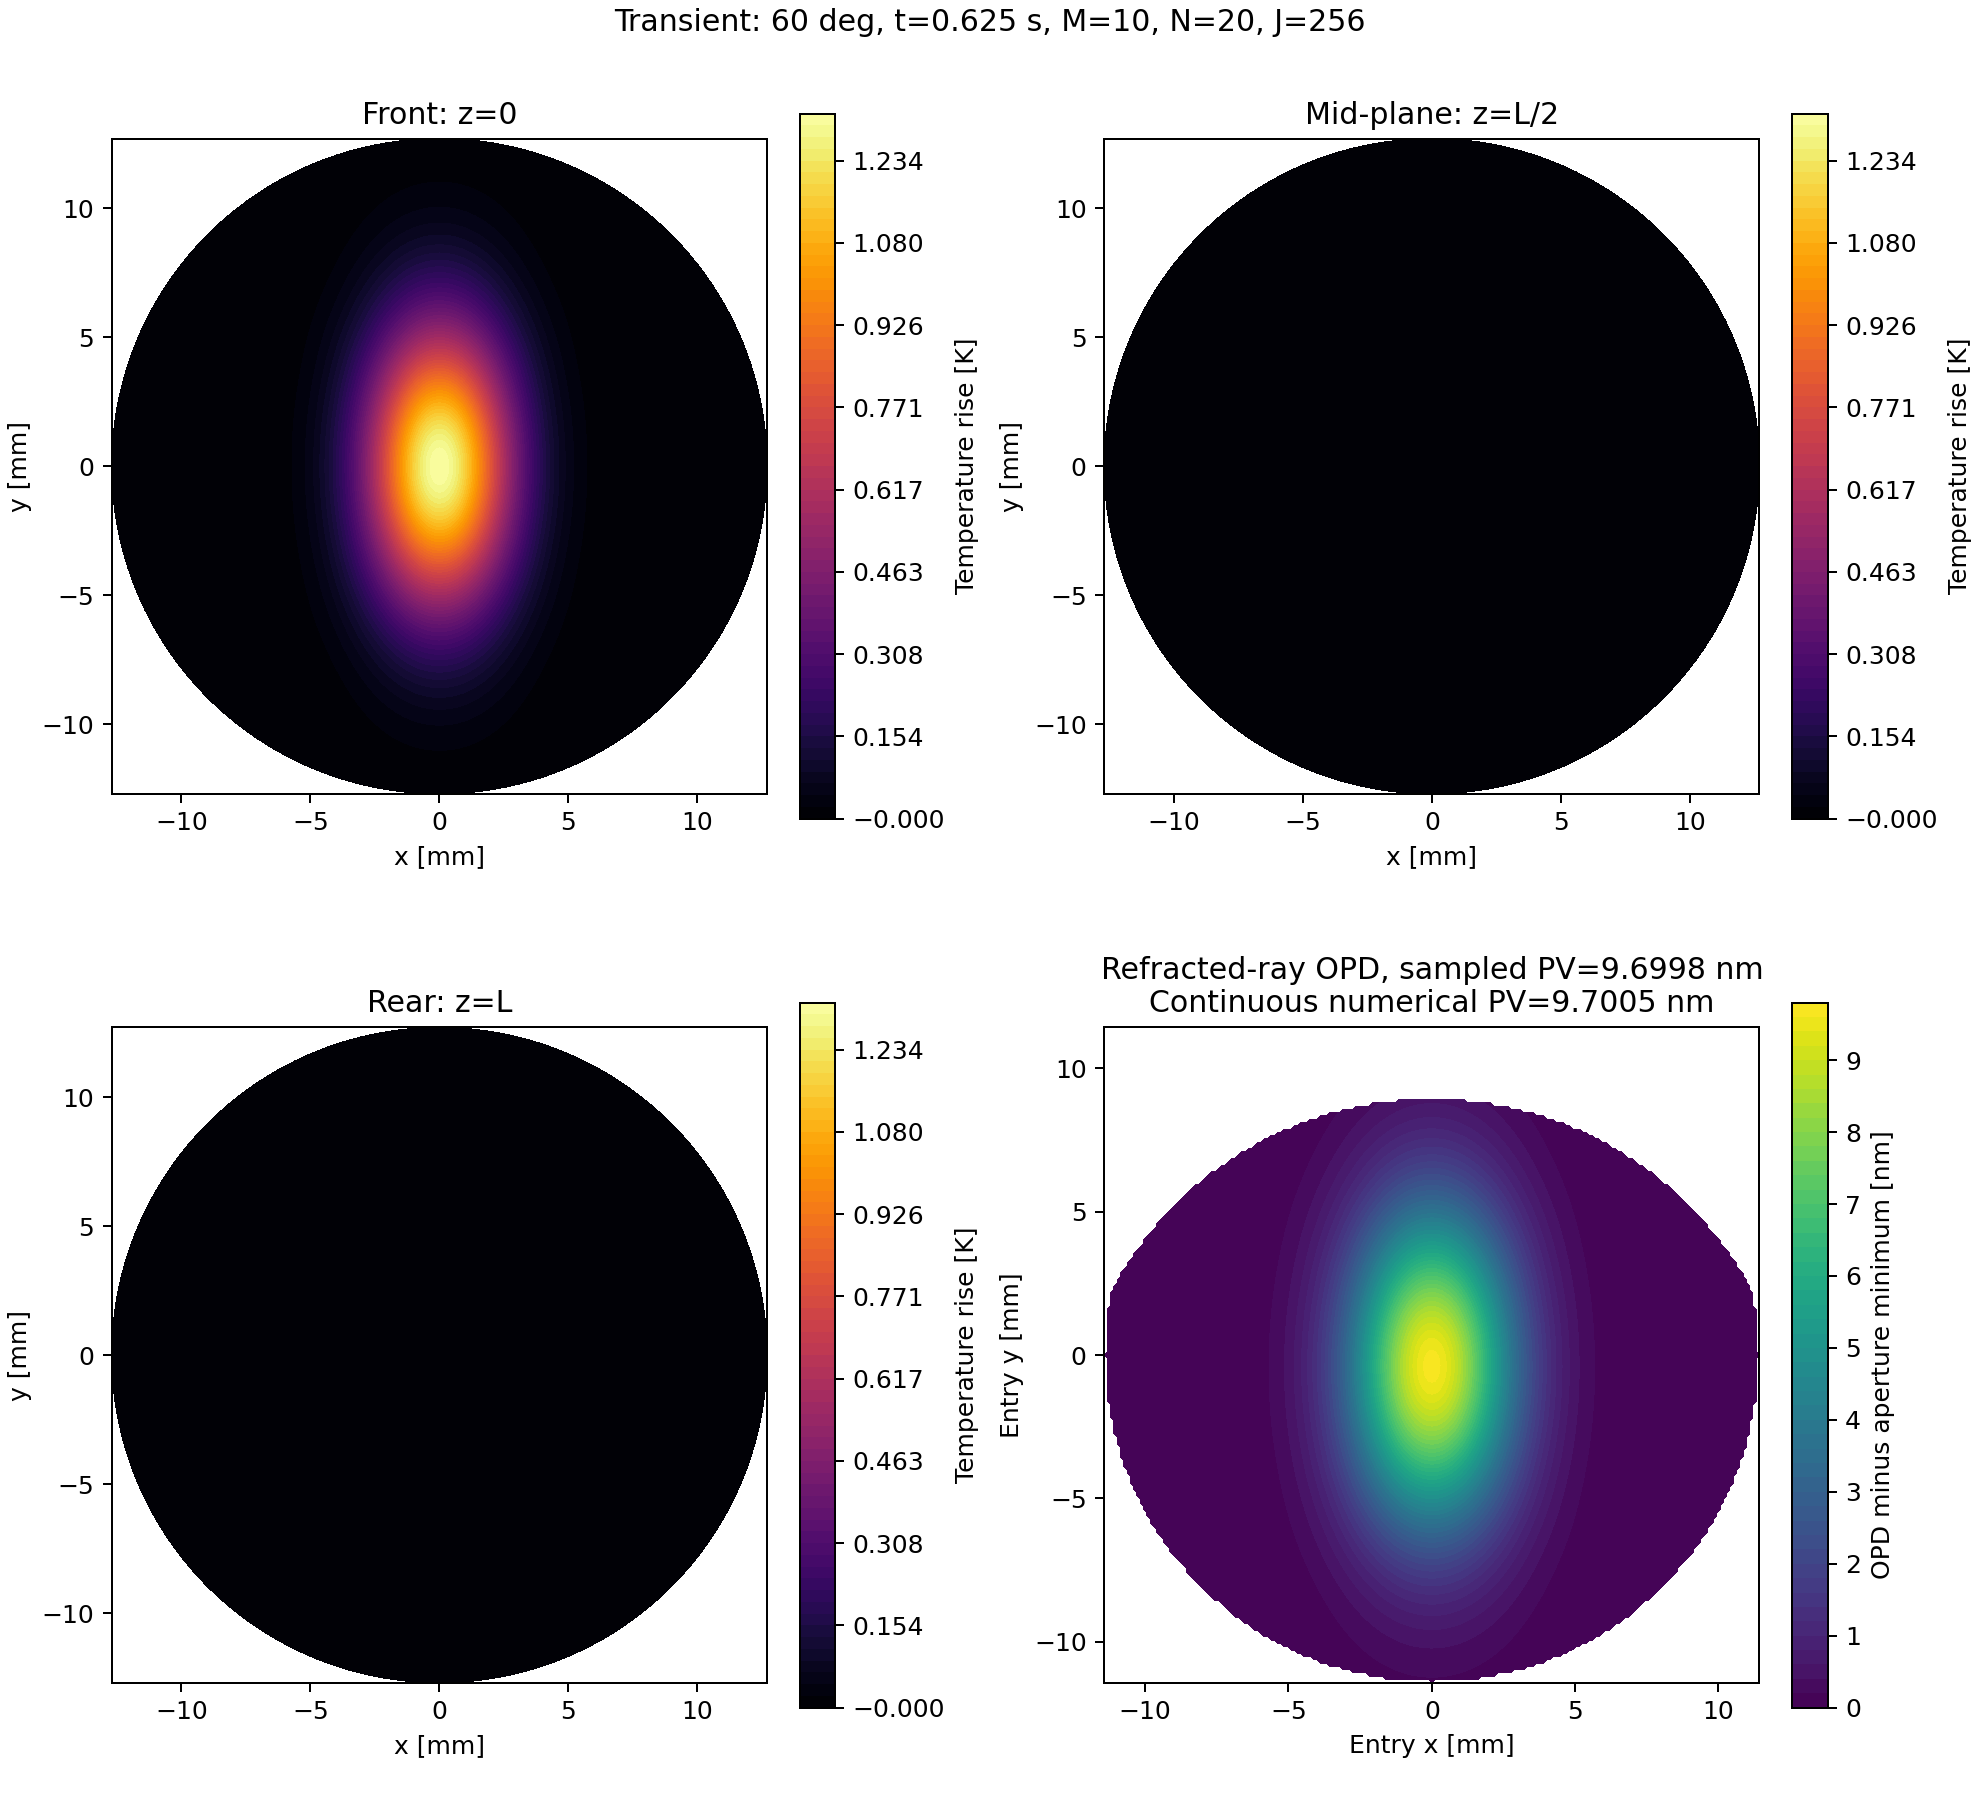 Transient: 60 deg, t=0.625 s, M=10, N=20, J=256
Front: z=0
10
5
0
−5
−10
y [mm]
−10 −5 0 5 10
x [mm]
1.234
1.080
0.926
0.771
0.617
0.463
0.308
0.154
−0.000
Temperature rise [K]
Mid-plane: z=L/2
10
5
0
−5
−10
y [mm]
−10 −5 0 5 10
x [mm]
1.234
1.080
0.926
0.771
0.617
0.463
0.308
0.154
−0.000
Temperature rise [K]
Rear: z=L
10
5
0
−5
−10
y [mm]
−10 −5 0 5 10
x [mm]
1.234
1.080
0.926
0.771
0.617
0.463
0.308
0.154
−0.000
Temperature rise [K]
Refracted-ray OPD, sampled PV=9.6998 nm
Continuous numerical PV=9.7005 nm
10
5
0
−5
−10
Entry y [mm]
−10 −5 0 5 10
Entry x [mm]
9
8
7
6
5
4
3
2
1
0
OPD minus aperture minimum [nm]